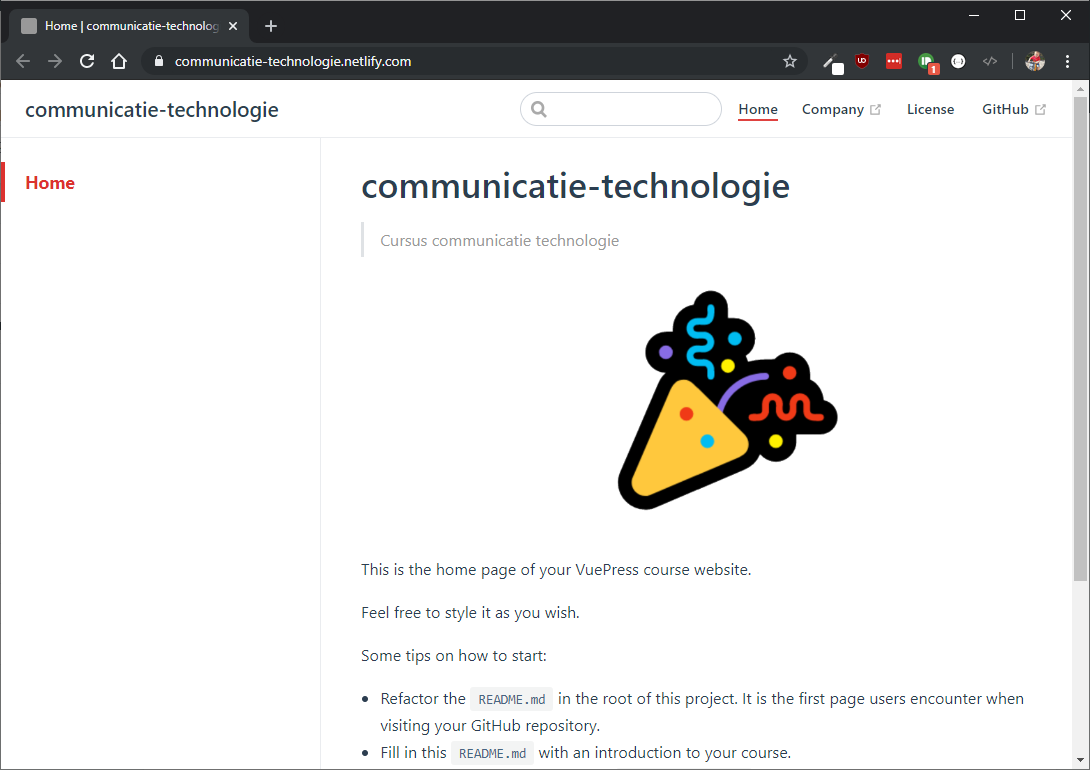 Home | communicatie-technolog
communicatie-technologie.netlify.com
UD
1
communicatie-technologie
Home Company License GitHub
Home
communicatie-technologie
Cursus communicatie technologie
This is the home page of your VuePress course website.
Feel free to style it as you wish.
Some tips on how to start:
Refactor the README.md in the root of this project. It is the first page users encounter when
visiting your GitHub repository.
Fill in this README.md with an introduction to your course.